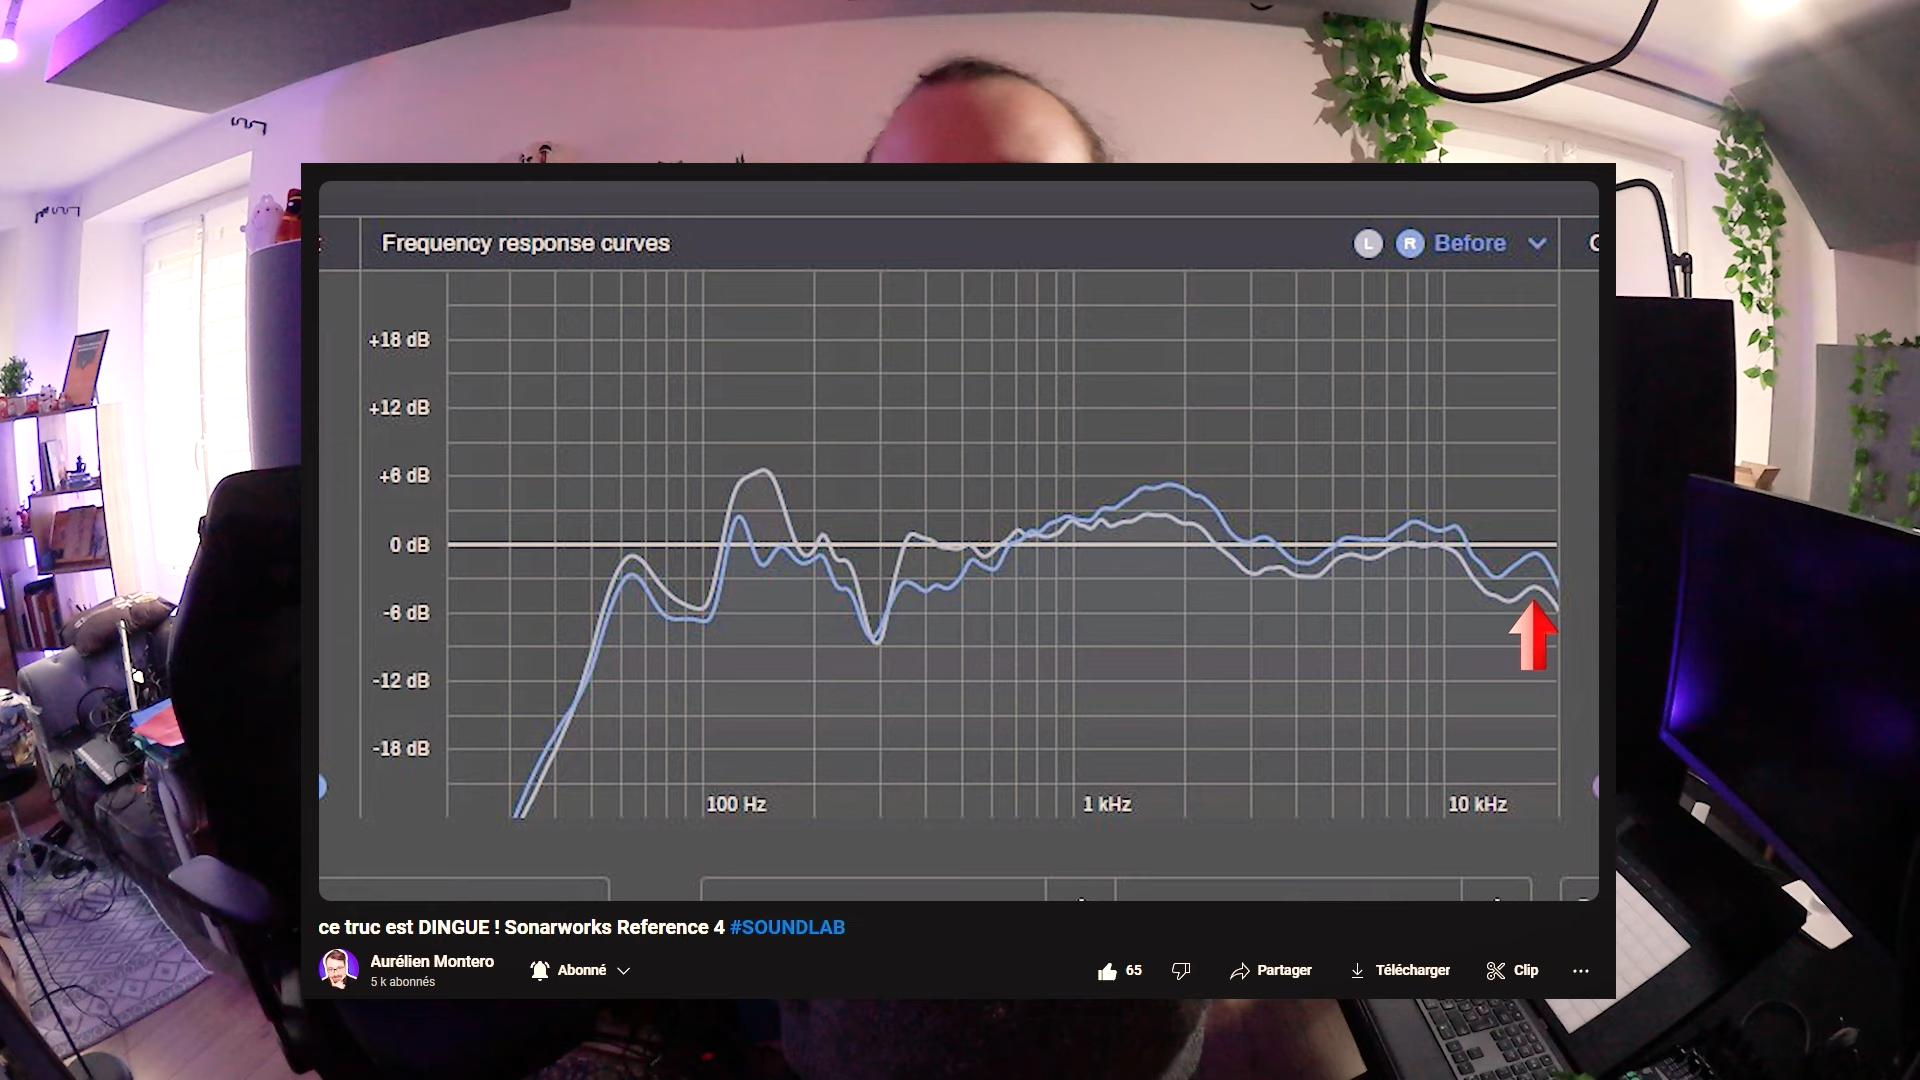 Frequency response curves
L R Before
+18 dB
+12 dB
+6 dB
0 dB
-6 dB
-12 dB
-18 dB
100 Hz 1 kHz 10 kHz
ce truc est DINGUE ! Sonarworks Reference 4 #SOUNDLAB
Aurélien Montero
5 k abonnés
Abonné
65
Partager
Télécharger
Clip